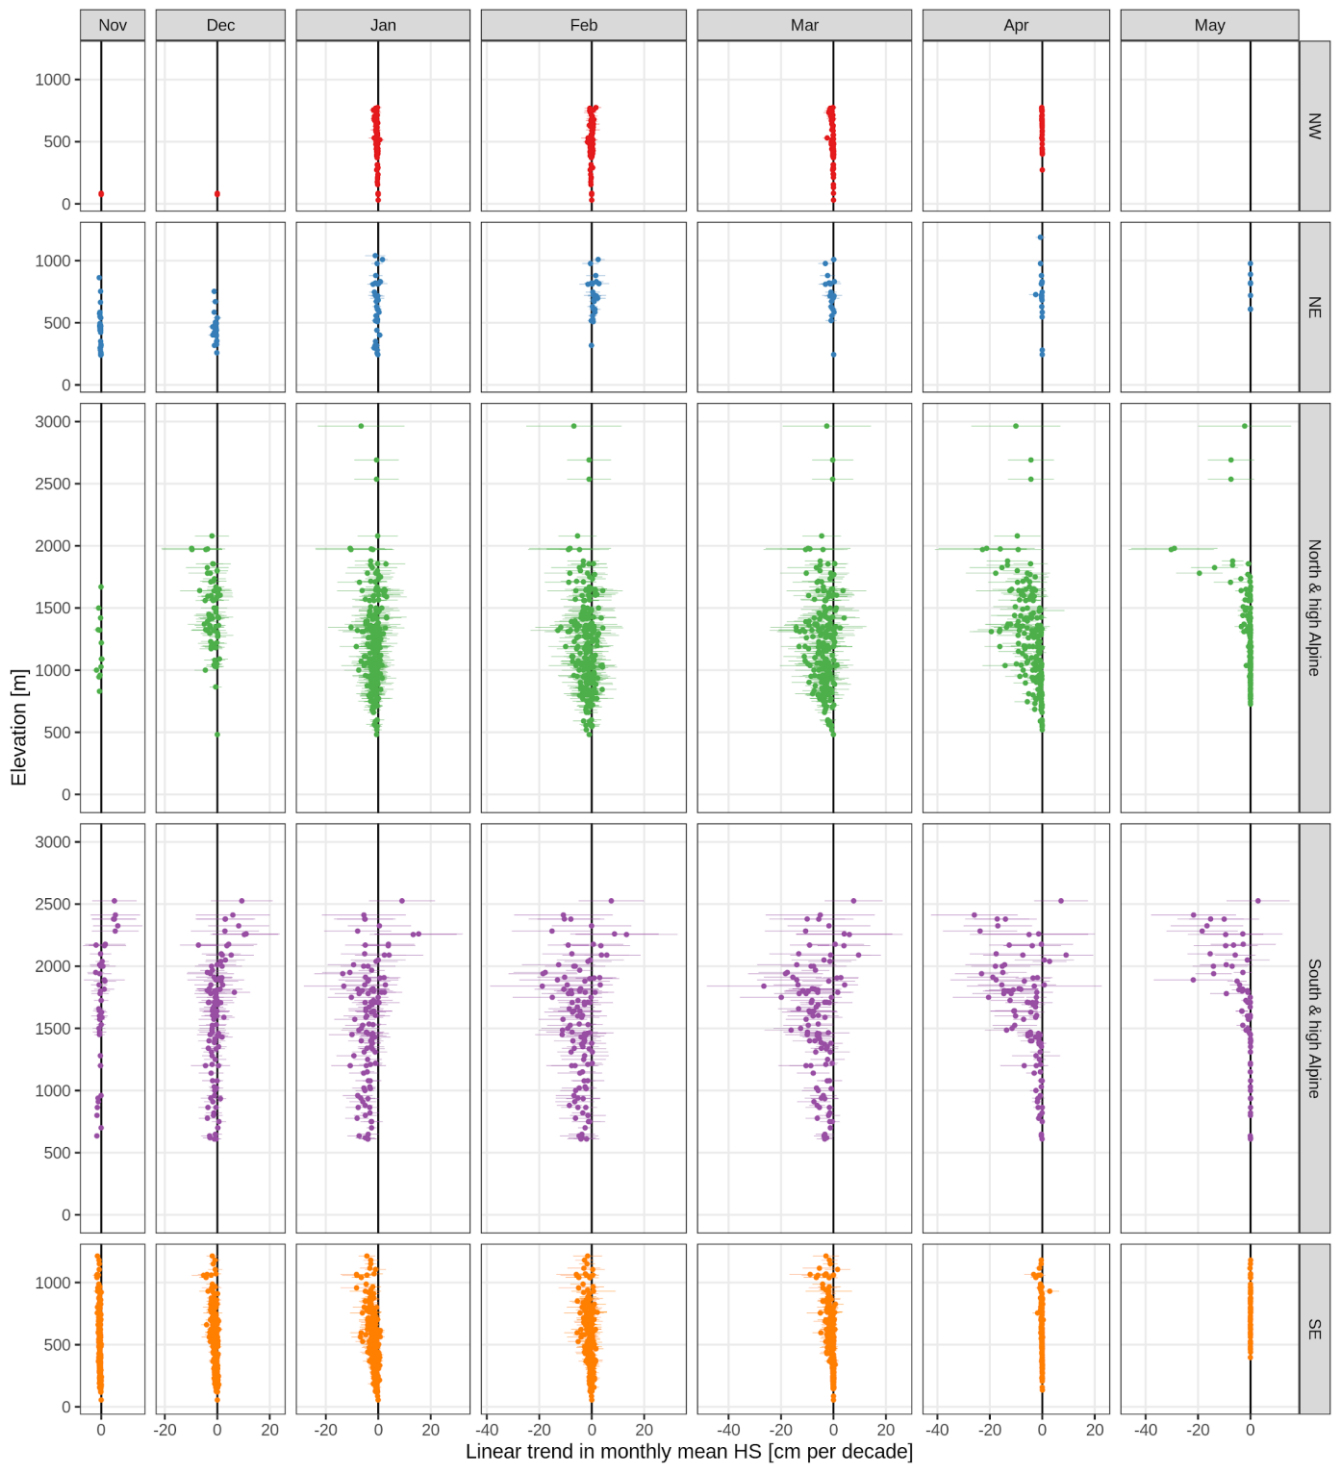 Nov Dec Jan Feb Mar Apr May
1000
500
0
NW
1000
500
0
NE
3000
2500
2000
1500
1000
500
0
North & high Alpine
Elevation [m]
3000
2500
2000
1500
1000
500
0
South & high Alpine
1000
500
0
SE
0 -20 0 20 -20 0 20 -40 -20 0 20 -40 -20 0 20 -40 -20 0 20 -40 -20 0
Linear trend in monthly mean HS [cm per decade]